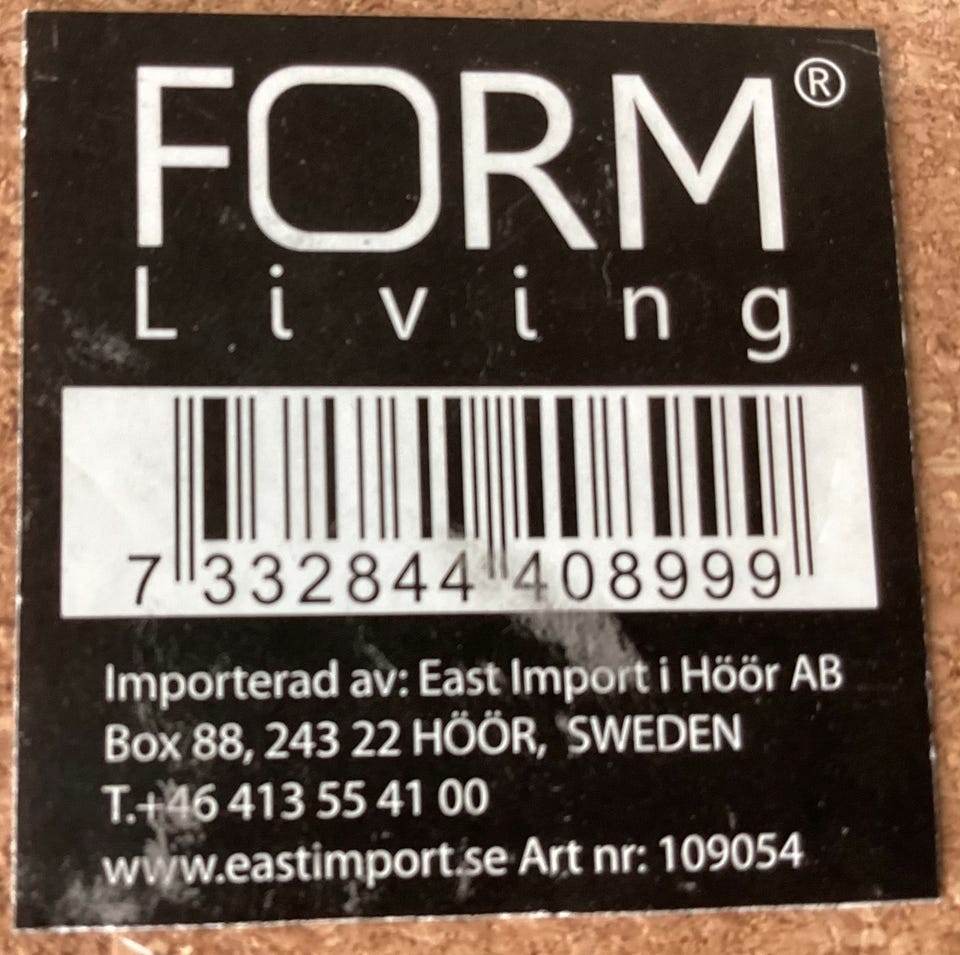 FORM®
Living
7 332844 408999
Importerad av: East Import i Höör AB
Box 88, 243 22 HÖÖR, SWEDEN
T.+46 413 55 41 00
www.eastimport.se Art nr: 109054